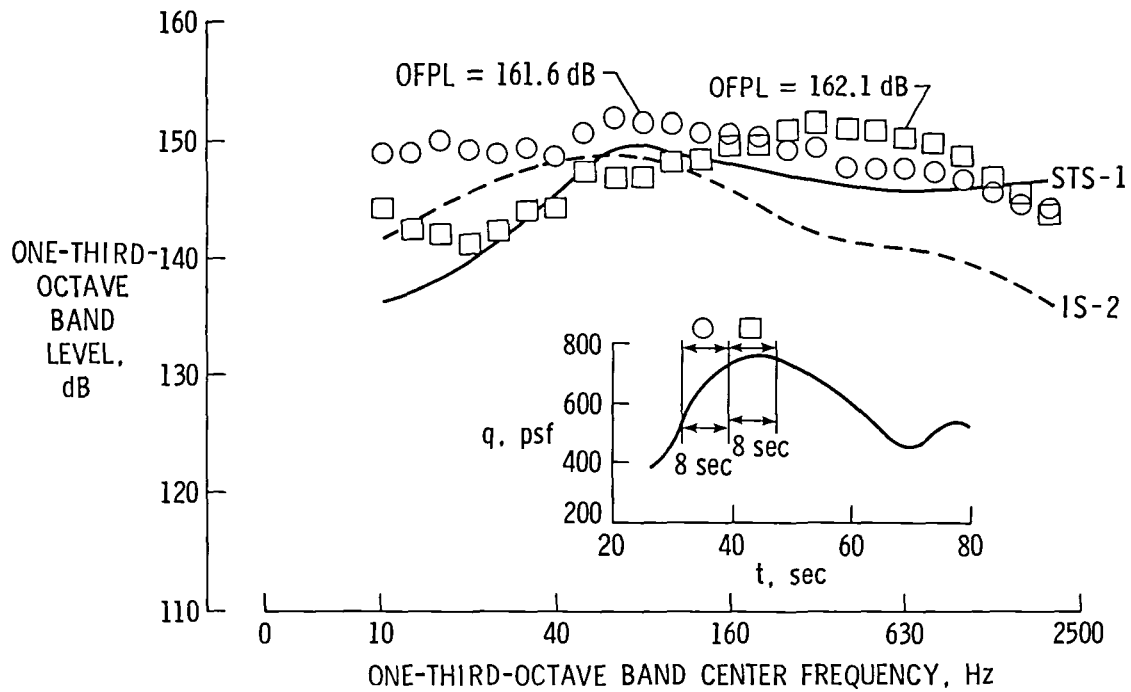 160
150
140
130
120
110
ONE-THIRD-
OCTAVE
BAND
LEVEL,
dB
OFPL = 161.6 dB
OFPL = 162.1 dB
STS-1
IS-2
800
600
400
200
q, psf
8 sec
8 sec
20 40 60 80
t, sec
0 10 40 160 630 2500
ONE-THIRD-OCTAVE BAND CENTER FREQUENCY, Hz